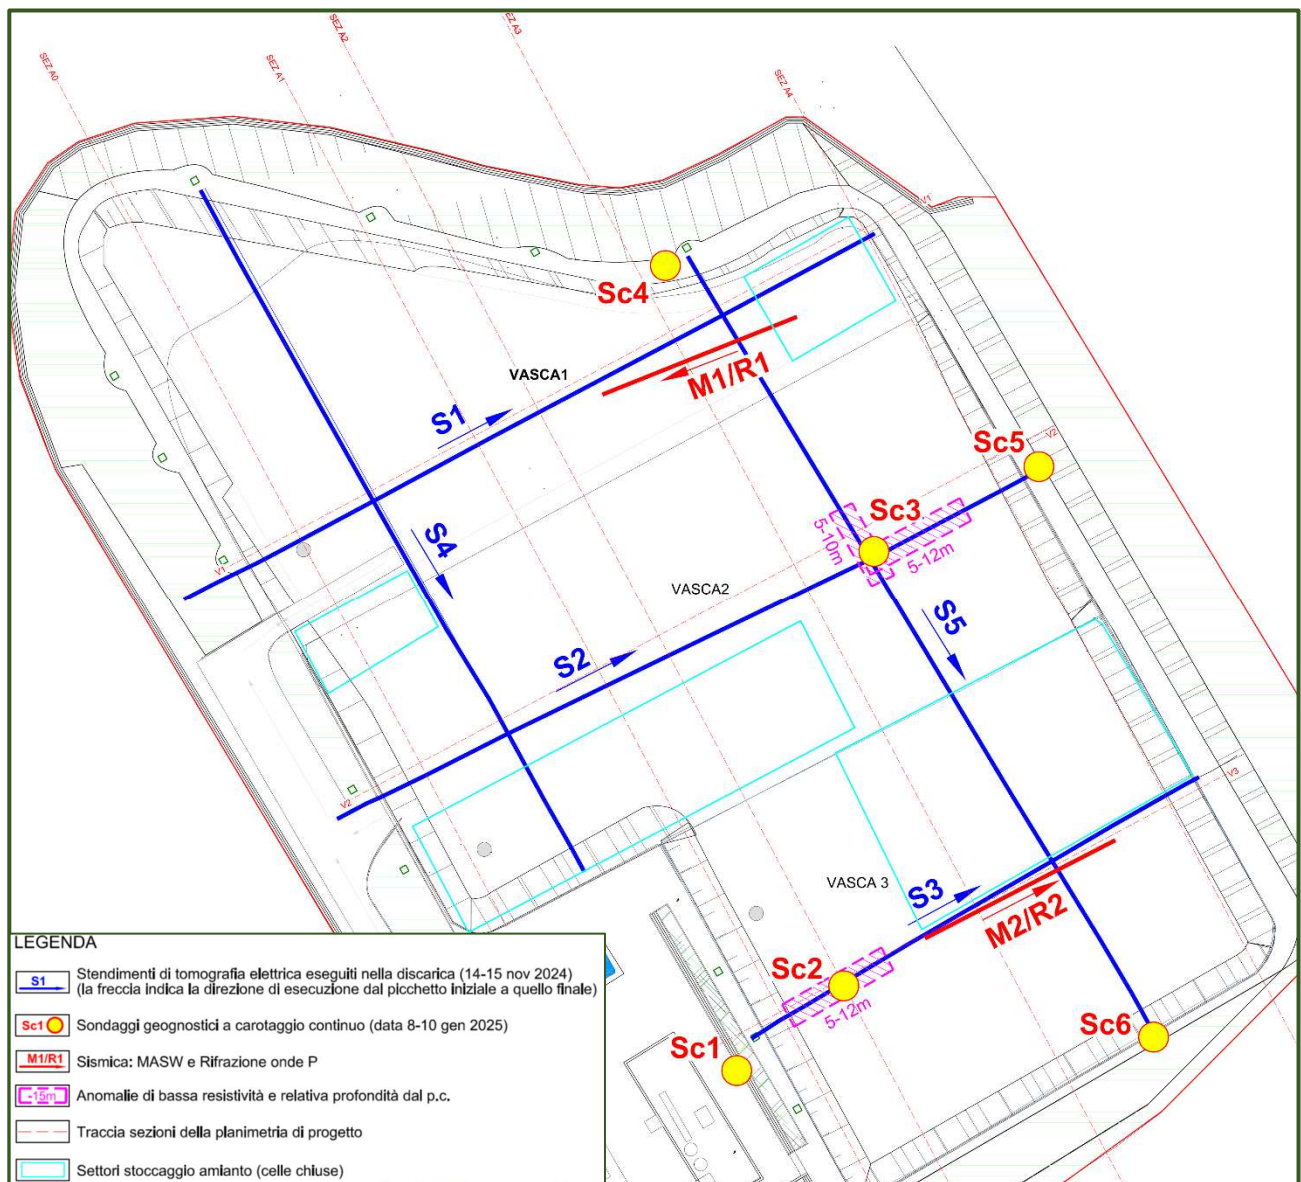 SEZ A0
SEZ A1
SEZ A2
SEZ A3
SEZ A4
V1
Sc4
VASCA1
M1/R1
S1
Sc5
V2
Sc3
5-10m
5-12m
S4
V1
VASCA2
S5
S2
V2
V3
VASCA 3
S3
M2/R2
Sc2
5-12m
Sc1
Sc6
LEGENDA
S1 Stendimenti di tomografia elettrica eseguiti nella discarica (14-15 nov 2024)
(la freccia indica la direzione di esecuzione dal picchetto iniziale a quello finale)
Sc1 Sondaggi geognostici a carotaggio continuo (data 8-10 gen 2025)
M1/R1 Sismica: MASW e Rifrazione onde P
-15m Anomalie di bassa resistività e relativa profondità dal p.c.
Traccia sezioni della planimetria di progetto
Settori stoccaggio amianto (celle chiuse)